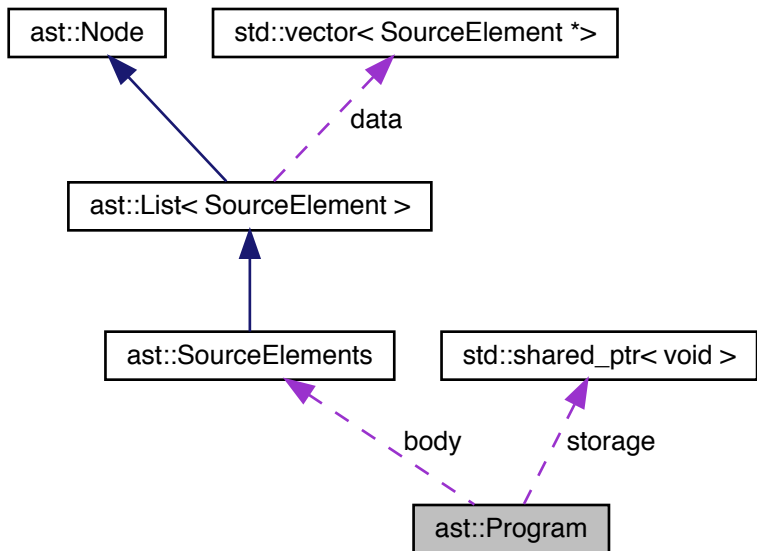 ast::Node
std::vector< SourceElement *>
data
ast::List< SourceElement >
ast::SourceElements
std::shared_ptr< void >
body
storage
ast::Program